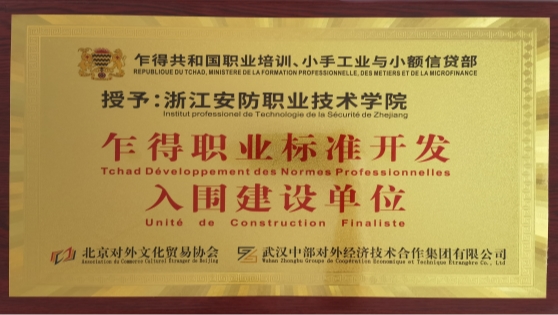 乍得共和国职业培训、小手工业与小额信贷部
REPUBLIQUE DU TCHAD, MINISTERE DE LA FORMATION PROFESSIONNELLE, DES METIERS ET DE LA MICROFINANCE
授予：浙江安防职业技术学院
Institut professionel de Technologie de la Sécurité de Zhejiang
乍得职业标准开发
Tchad Développement des Normes Professionnelles
入围建设单位
Unité de Construction Finaliste
北京对外文化贸易协会
Association de Commerce Culturel Étranger de Beijing
武汉中部对外经济技术合作集团有限公司
Wuhan Zhongbu Groupe de Coopération Economique et Technique Étrangère Co., Ltd